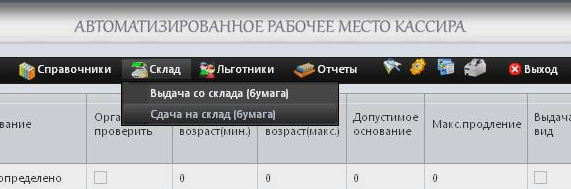 АВТОМАТИЗИРОВАННОЕ РАБОЧЕЕ МЕСТО КАССИРА
Справочники Склад Льготники Отчеты Выход
Выдача со склада (бумага)
Сдача на склад (бумага)
вание Орга проверить возраст(мин.) возраст(макс.) Допустимое основание Макс.продление Выдача вид
определено 0 0 0 0